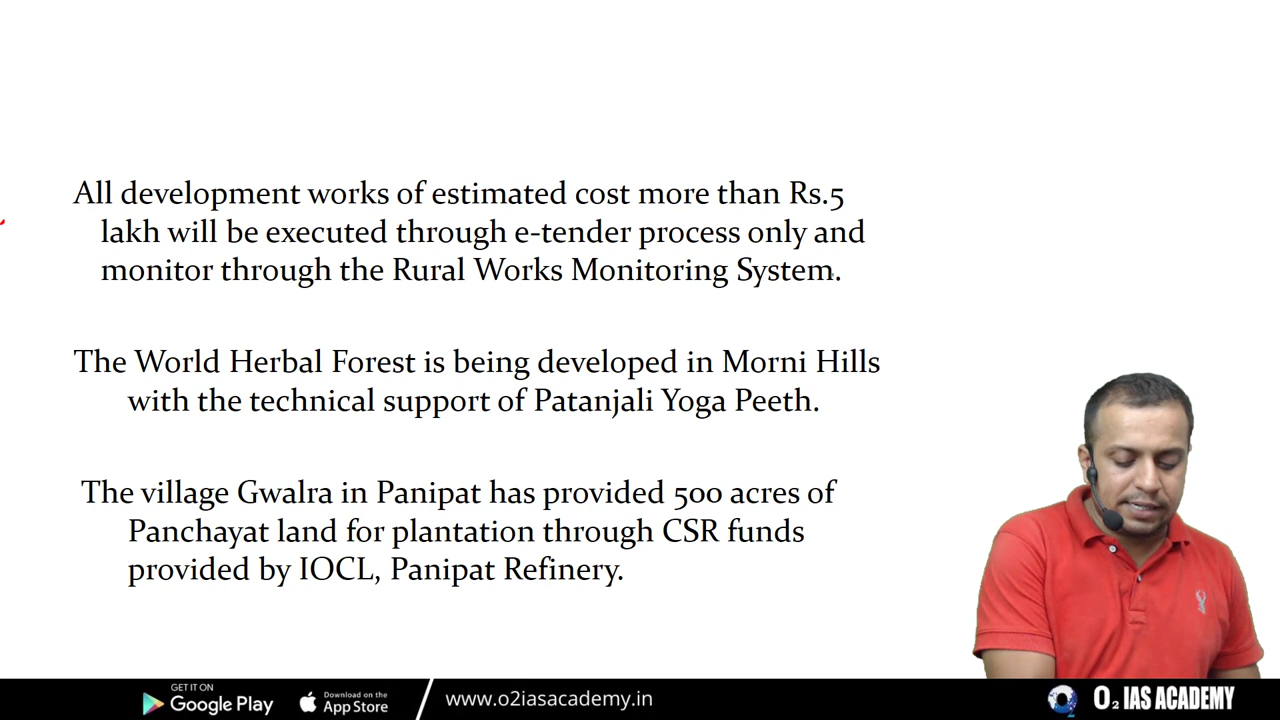 All development works of estimated cost more than Rs.5
lakh will be executed through e-tender process only and
monitor through the Rural Works Monitoring System.
The World Herbal Forest is being developed in Morni Hills
with the technical support of Patanjali Yoga Peeth.
The village Gwalra in Panipat has provided 500 acres of
Panchayat land for plantation through CSR funds
provided by IOCL, Panipat Refinery.
GET IT ON
Google Play
Download on the
App Store
www.o2iasacademy.in
O₂ IAS ACADEMY